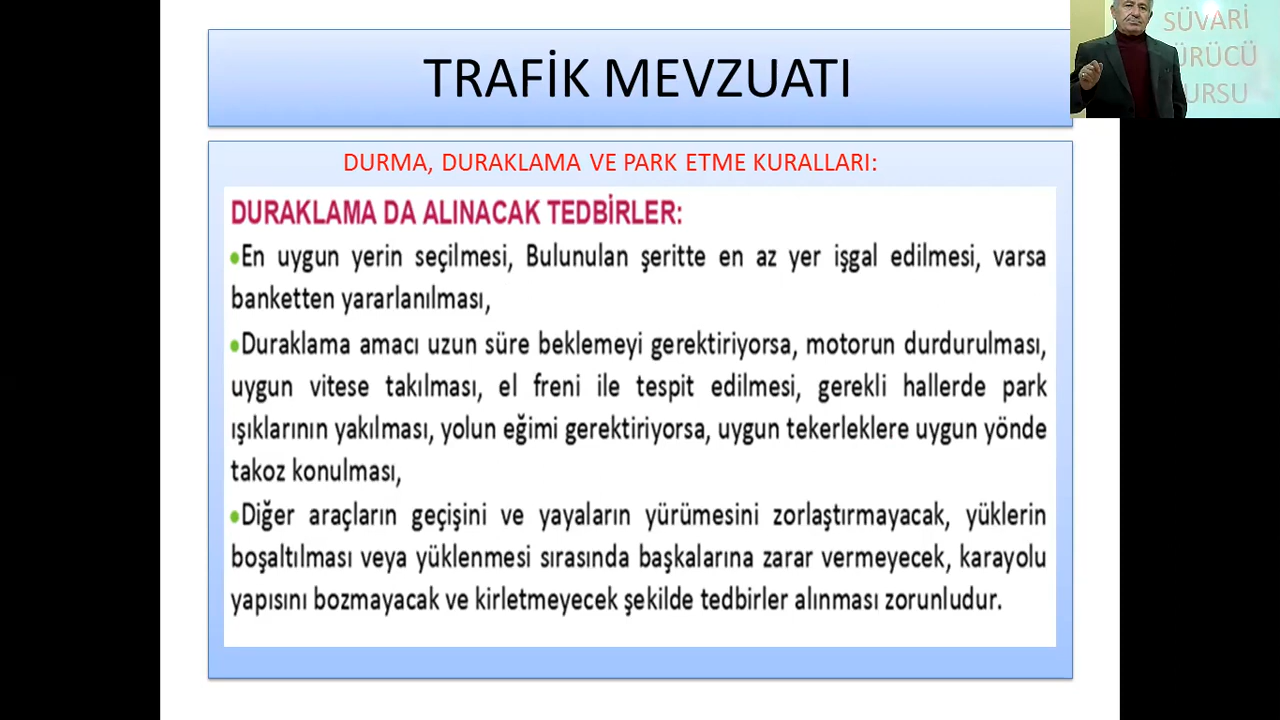 TRAFİK MEVZUATI
SÜVARİ
ÜRÜCÜ
URSU
DURMA, DURAKLAMA VE PARK ETME KURALLARI:
DURAKLAMA DA ALINACAK TEDBİRLER:
•En uygun yerin seçilmesi, Bulunulan şeritte en az yer işgal edilmesi, varsa
banketten yararlanılması,
•Duraklama amacı uzun süre beklemeyi gerektiriyorsa, motorun durdurulması,
uygun vitese takılması, el freni ile tespit edilmesi, gerekli hallerde park
ışıklarının yakılması, yolun eğimi gerektiriyorsa, uygun tekerleklere uygun yönde
takoz konulması,
•Diğer araçların geçişini ve yayaların yürümesini zorlaştırmayacak, yüklerin
boşaltılması veya yüklenmesi sırasında başkalarına zarar vermeyecek, karayolu
yapısını bozmayacak ve kirletmeyecek şekilde tedbirler alınması zorunludur.